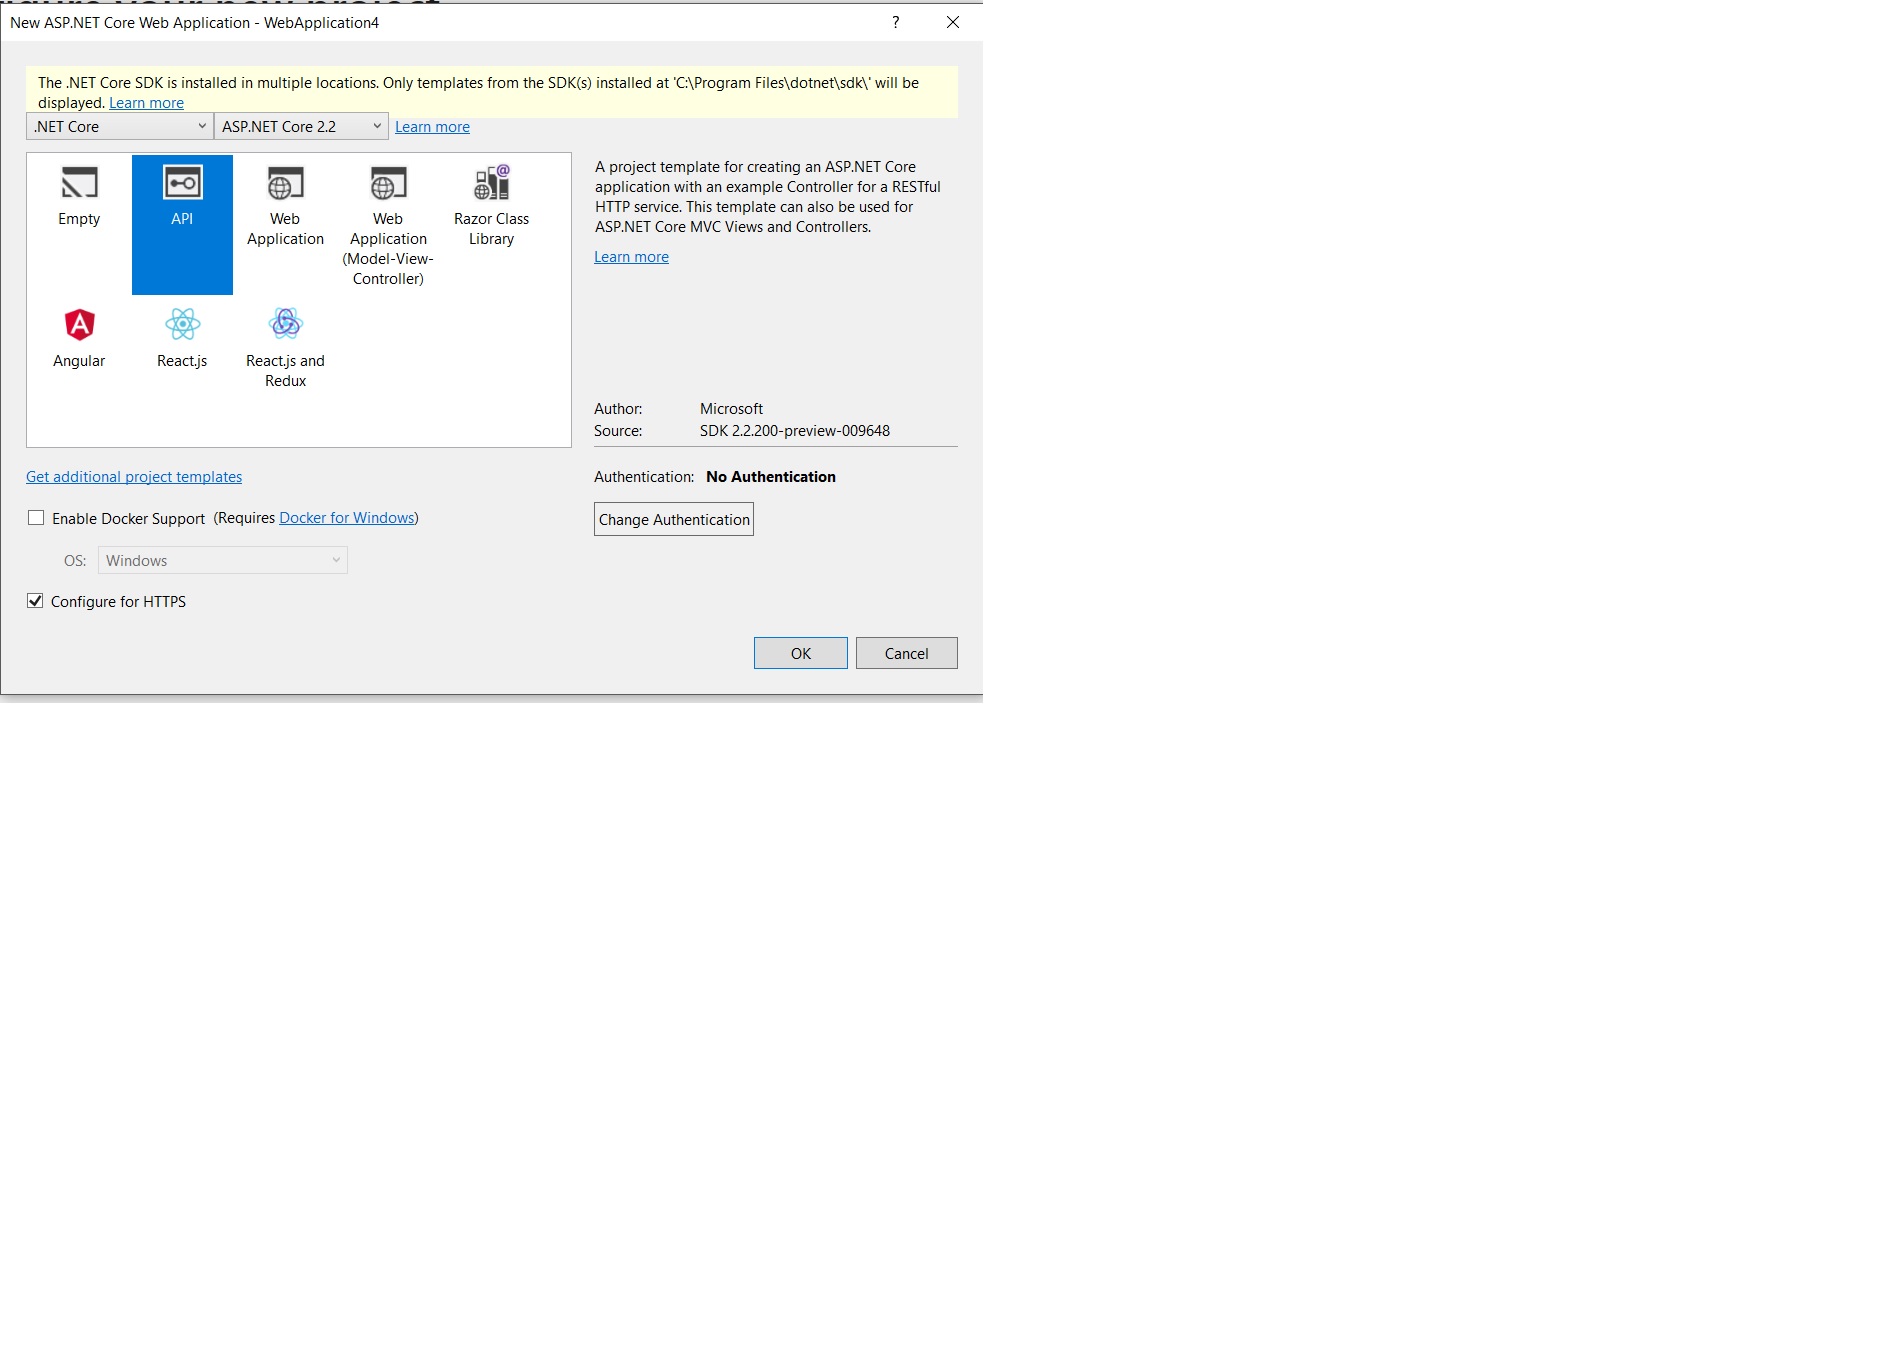 New ASP.NET Core Web Application - WebApplication4
?
The .NET Core SDK is installed in multiple locations. Only templates from the SDK(s) installed at 'C:\Program Files\dotnet\sdk\' will be
displayed. Learn more
.NET Core
ASP.NET Core 2.2
Learn more
Empty
API
Web
Application
Web
Application
(Model-View-
Controller)
Razor Class
Library
Angular
React.js
React.js and
Redux
A project template for creating an ASP.NET Core
application with an example Controller for a RESTful
HTTP service. This template can also be used for
ASP.NET Core MVC Views and Controllers.
Learn more
Author: Microsoft
Source: SDK 2.2.200-preview-009648
Get additional project templates
Authentication: No Authentication
Change Authentication
Enable Docker Support (Requires Docker for Windows)
OS: Windows
Configure for HTTPS
OK
Cancel